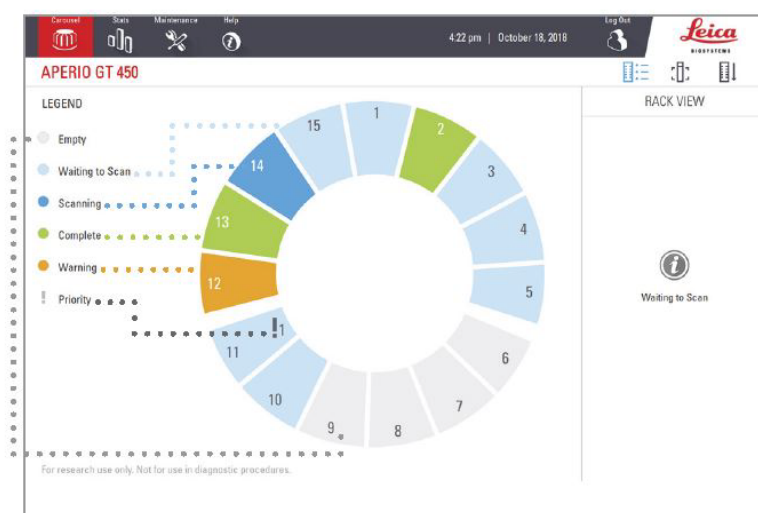 Carousel
Stats
Maintenance
Help
4:22 pm | October 18, 2018
Log Out
Leica
BIOSYSTEMS
APERIO GT 450
LEGEND
RACK VIEW
Empty
Waiting to Scan
Scanning
Complete
Warning
! Priority
1
2
3
4
5
6
7
8
9
10
11
!1
12
13
14
15
Waiting to Scan
For research use only. Not for use in diagnostic procedures.